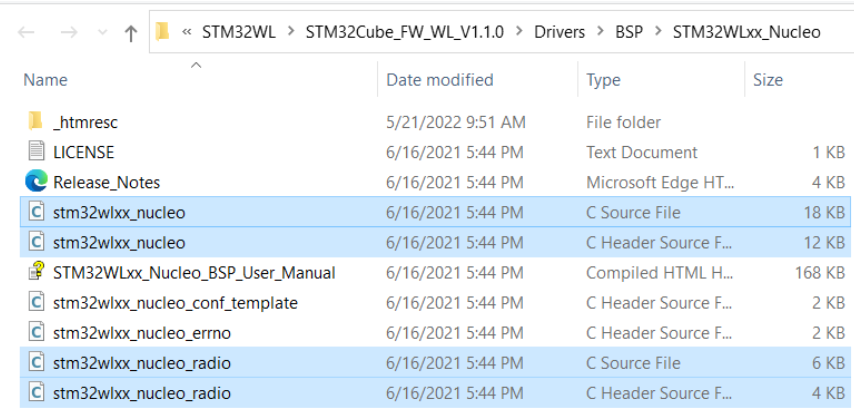 « STM32WL > STM32Cube_FW_WL_V1.1.0 > Drivers > BSP > STM32WLxx_Nucleo
Name Date modified Type Size
_htmresc 5/21/2022 9:51 AM File folder
LICENSE 6/16/2021 5:44 PM Text Document 1 KB
Release_Notes 6/16/2021 5:44 PM Microsoft Edge HT... 4 KB
stm32wlxx_nucleo 6/16/2021 5:44 PM C Source File 18 KB
stm32wlxx_nucleo 6/16/2021 5:44 PM C Header Source F... 12 KB
STM32WLxx_Nucleo_BSP_User_Manual 6/16/2021 5:44 PM Compiled HTML H... 168 KB
stm32wlxx_nucleo_conf_template 6/16/2021 5:44 PM C Header Source F... 2 KB
stm32wlxx_nucleo_errno 6/16/2021 5:44 PM C Header Source F... 2 KB
stm32wlxx_nucleo_radio 6/16/2021 5:44 PM C Source File 6 KB
stm32wlxx_nucleo_radio 6/16/2021 5:44 PM C Header Source F... 4 KB